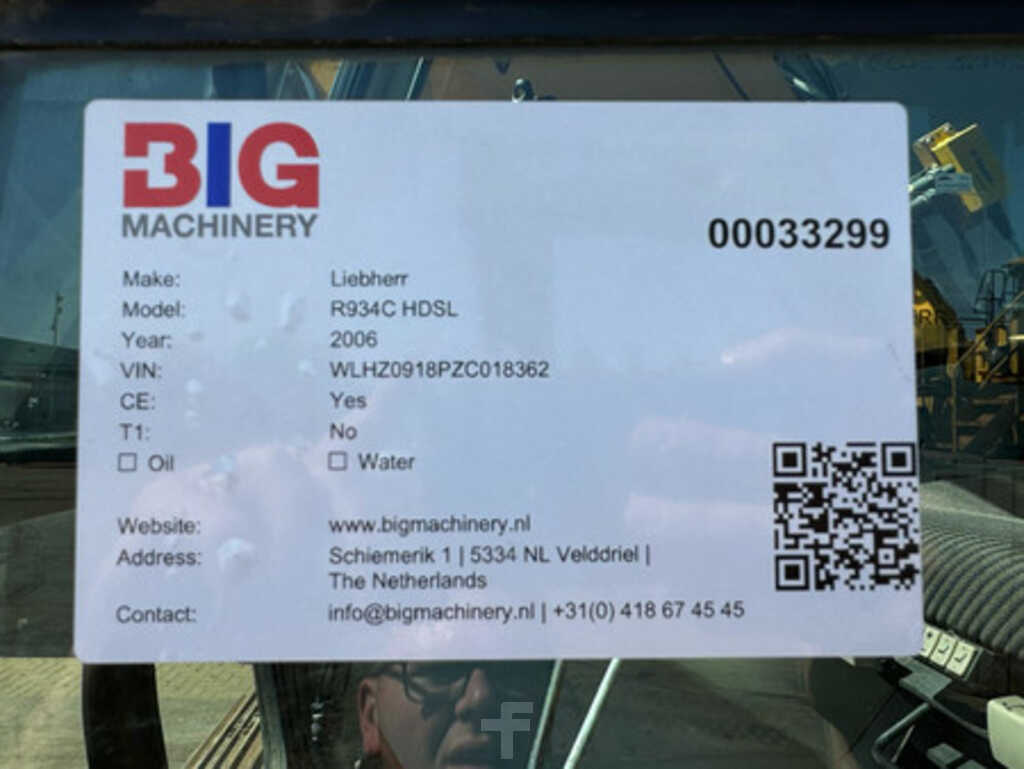 BIG
MACHINERY
00033299
Make: Liebherr
Model: R934C HDSL
Year: 2006
VIN: WLHZ0918PZC018362
CE: Yes
T1: No
☐ Oil ☐ Water
Website: www.bigmachinery.nl
Address: Schiemerik 1 | 5334 NL Velddriel |
The Netherlands
Contact: info@bigmachinery.nl | +31(0) 418 67 45 45